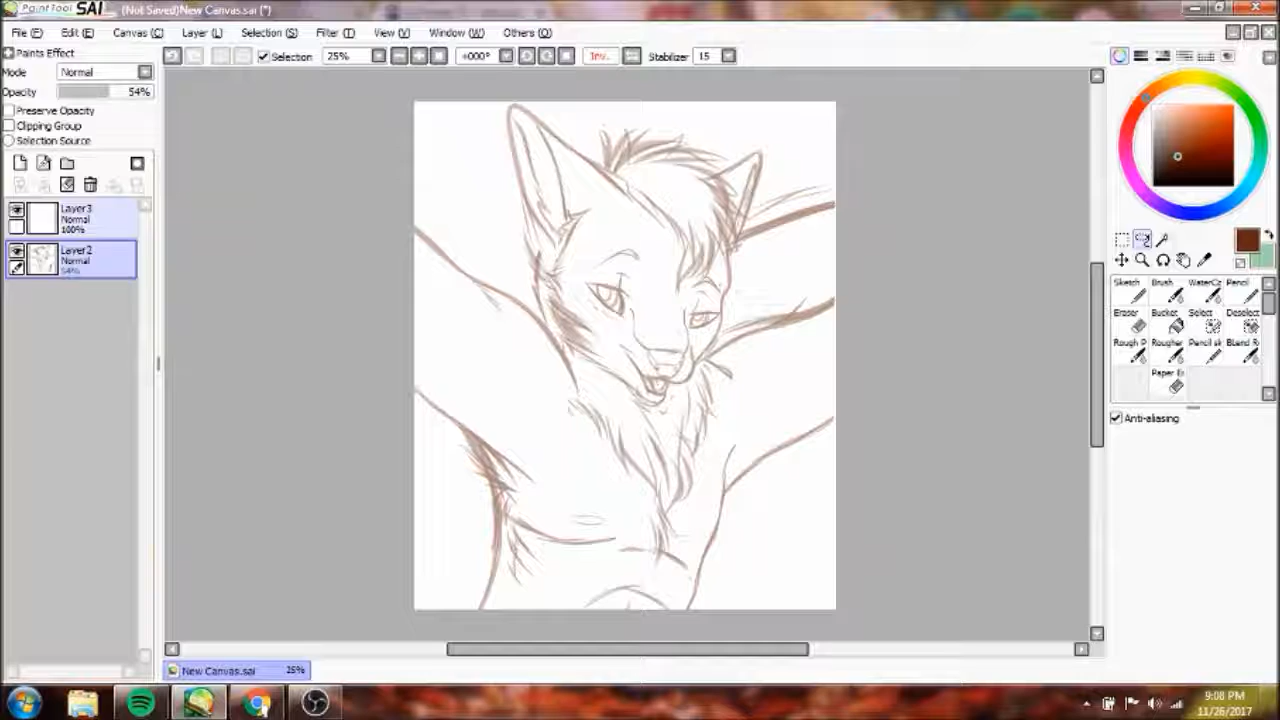 PaintTool SAI (Not Saved)New Canvas.sai (*)
File (F) Edit (E) Canvas (C) Layer (L) Selection (S) Filter (T) View (V) Window (W) Others (O)
Paints Effect
Selection 25% +000° Inv. Stabilizer 15
Mode Normal
Opacity 54%
Preserve Opacity
Clipping Group
Selection Source
Layer3
Normal
100%
Layer2
Normal
54%
Sketch Brush WaterCo Pencil
Eraser Bucket Select Deselect
Rough P Rougher Pencil sk Blend R
Paper E
Anti-aliasing
New Canvas.sai 25%
9:08 PM
11/26/2017